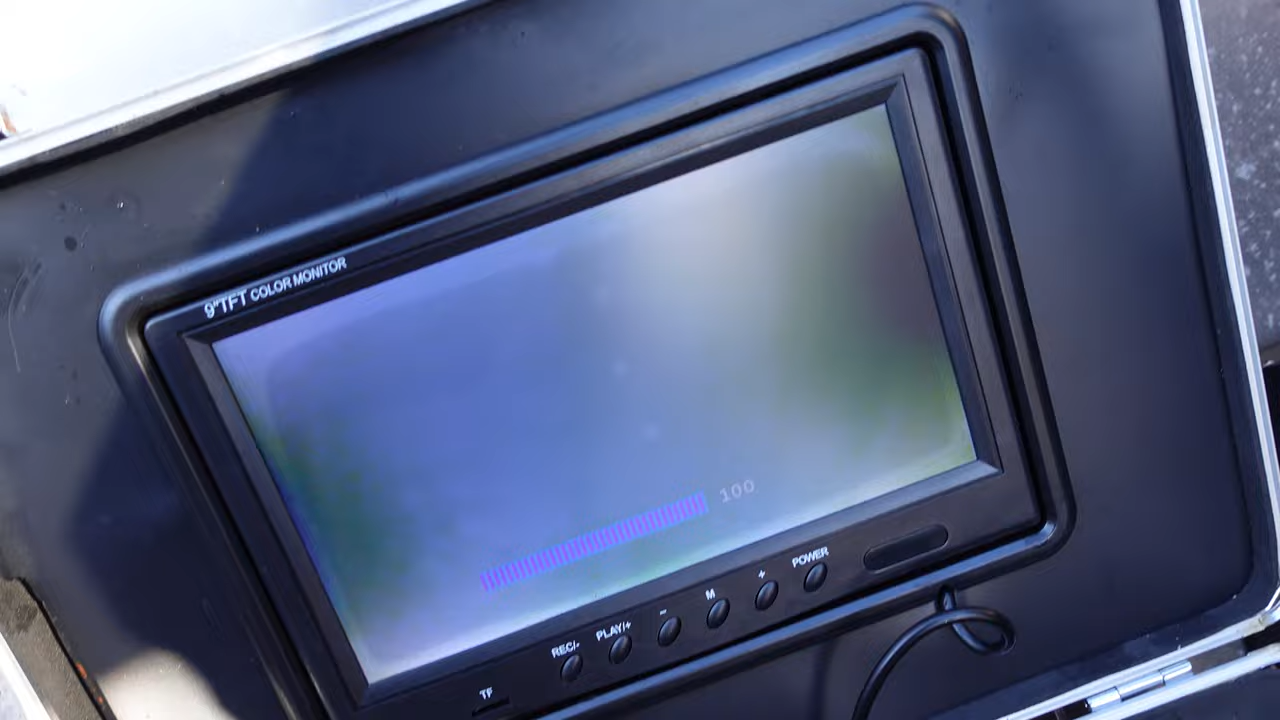 9"TFT COLOR MONITOR
100
REC/- PLAY/+ – M + POWER
TF